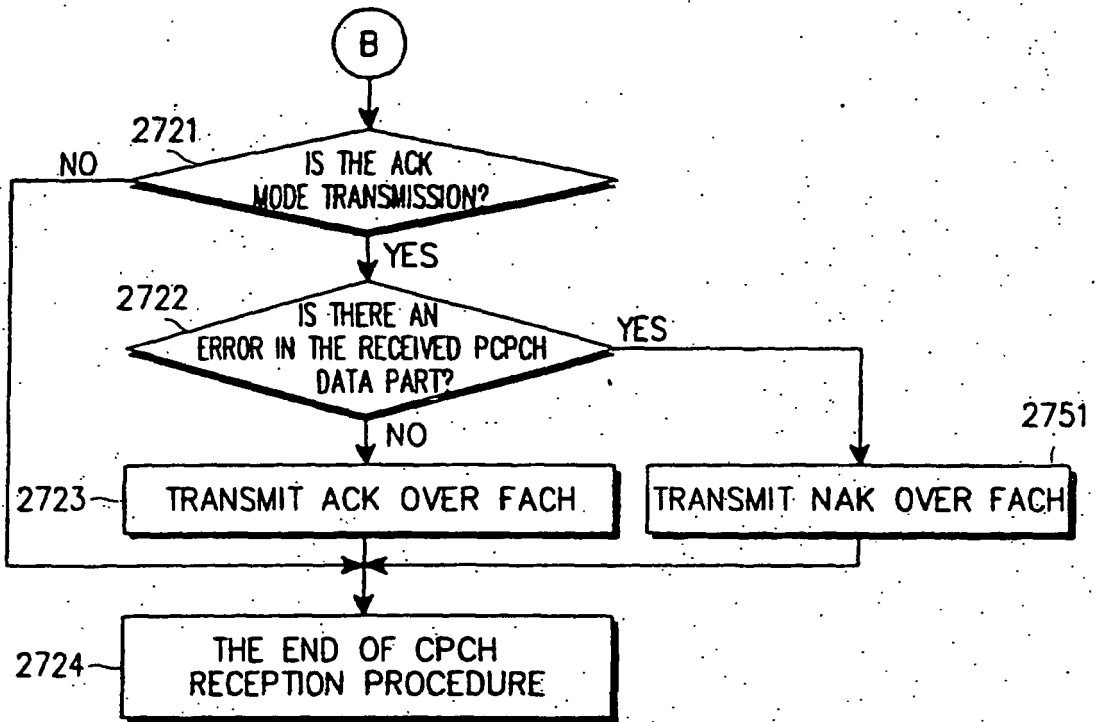 B
2721
NO
IS THE ACK
MODE TRANSMISSION?
YES
2722
IS THERE AN
ERROR IN THE RECEIVED PCPCH
DATA PART?
YES
NO
2751
2723
TRANSMIT ACK OVER FACH
TRANSMIT NAK OVER FACH
2724
THE END OF CPCH
RECEPTION PROCEDURE